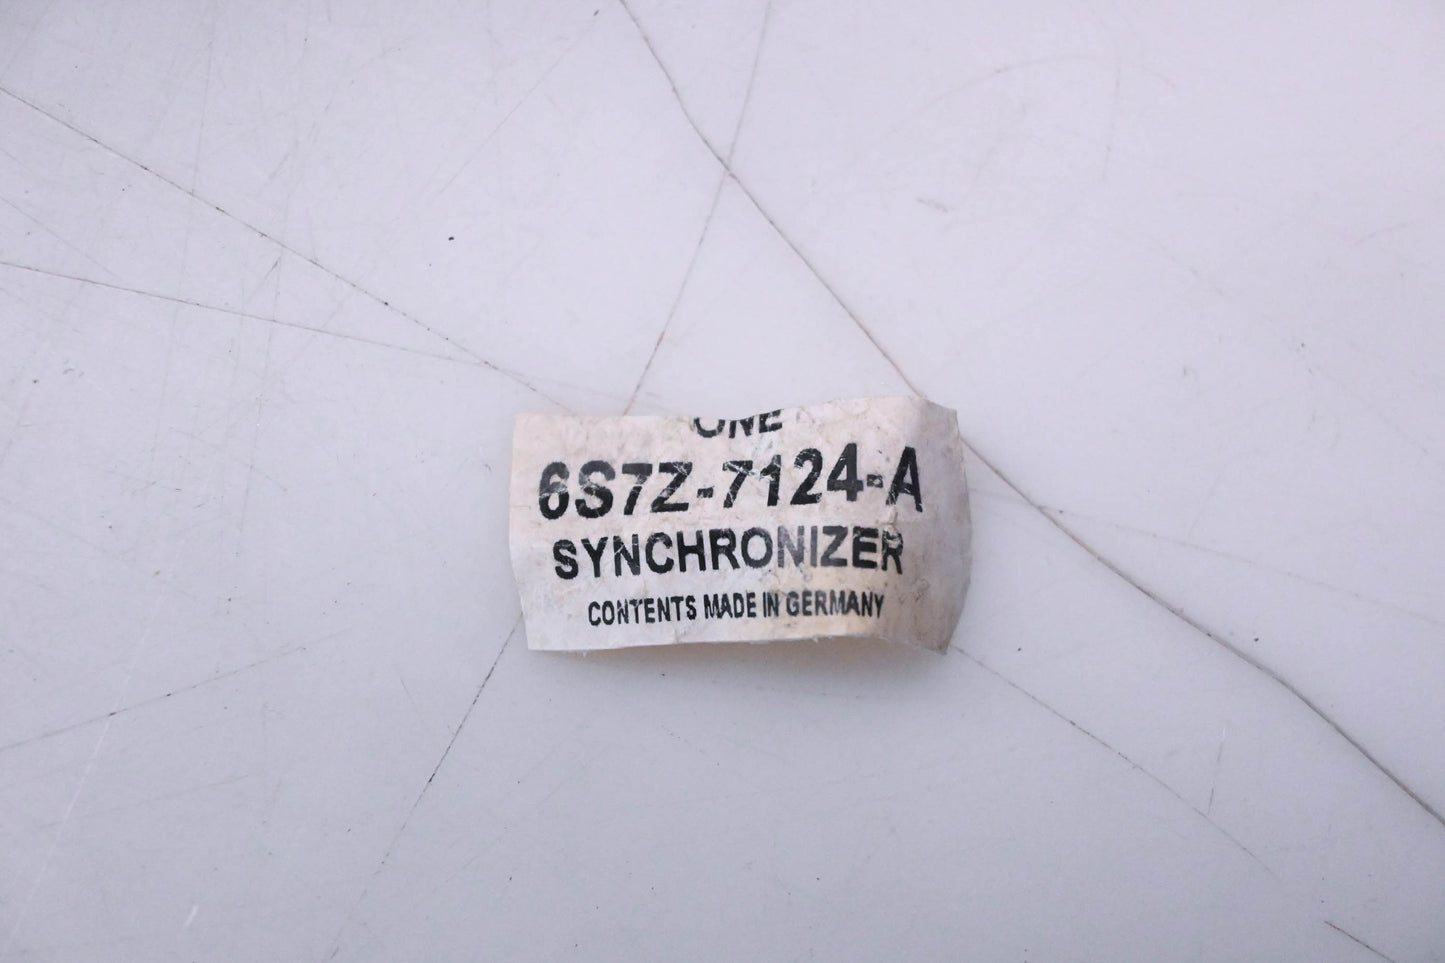 ONE
6S7Z-7124-A
SYNCHRONIZER
CONTENTS MADE IN GERMANY